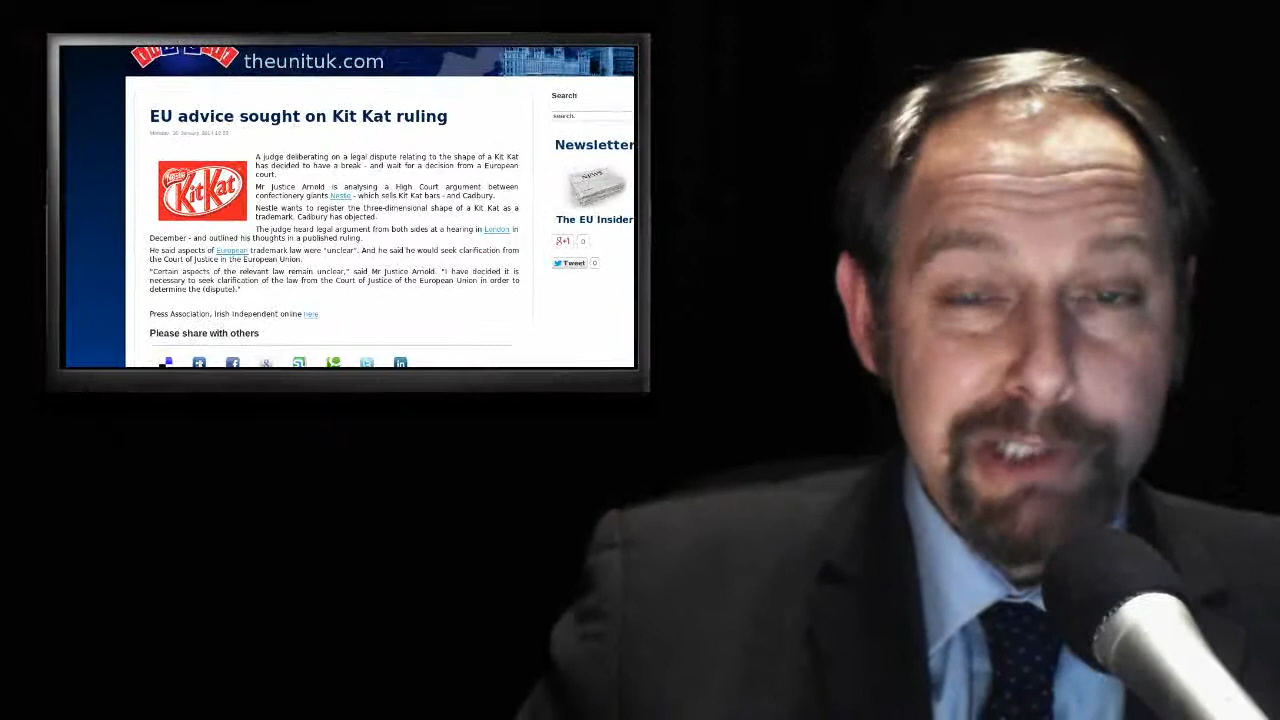 theunituk.com
EU advice sought on Kit Kat ruling
Nestle
KitKat
A judge deliberating on a legal dispute relating to the shape of a Kit Kat
has decided to have a break - and wait for a decision from a European
court.
Mr Justice Arnold is analysing a High Court argument between
confectionery giants Nestle - which sells Kit Kat bars - and Cadbury.
Nestle wants to register the three-dimensional shape of a Kit Kat as a
trademark. Cadbury has objected.
The judge heard legal argument from both sides at a hearing in London in
December - and outlined his thoughts in a published ruling.
He said aspects of European trademark law were "unclear". And he said he would seek clarification from
the Court of Justice in the European Union.
"Certain aspects of the relevant law remain unclear," said Mr Justice Arnold. "I have decided it is
necessary to seek clarification of the law from the Court of Justice of the European Union in order to
determine the (dispute)."
Press Association, Irish Independent online here
Please share with others
Search
search.
Newsletter
NEWS
The EU Insider
g+1 0
Tweet 0